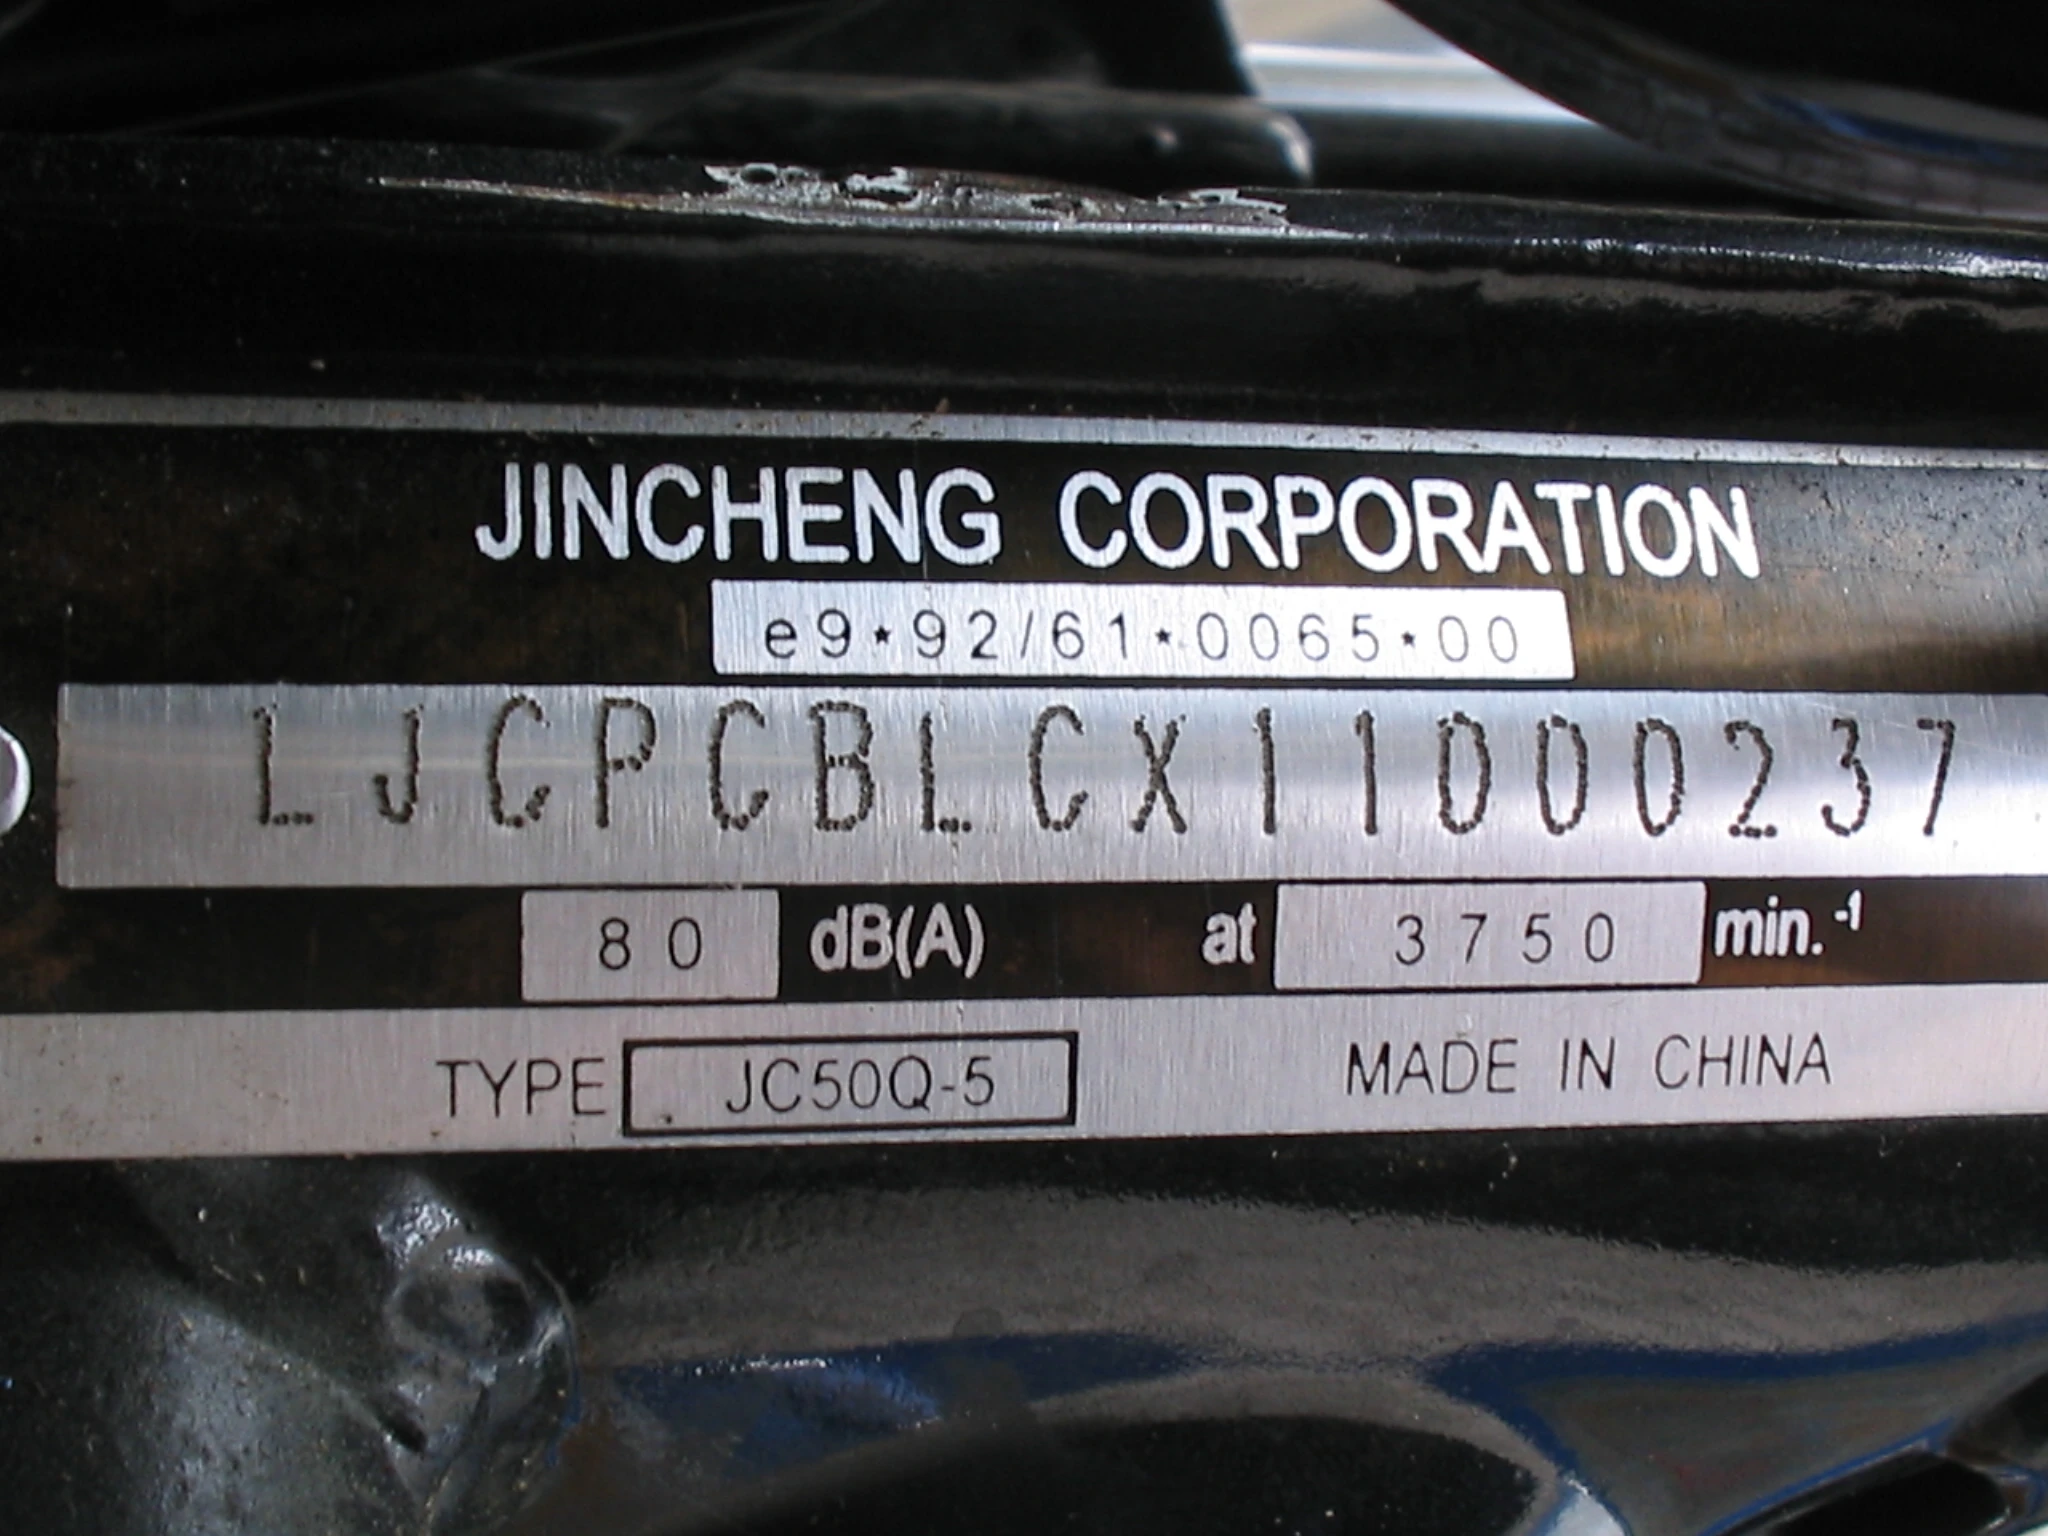 JINCHENG CORPORATION
e9*92/61*0065*00
LJCPCBLCX11000237
80 dB(A) at 3750 min.-1
TYPE JC50Q-5 MADE IN CHINA